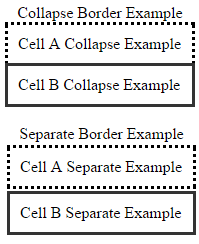 Collapse Border Example
Cell A Collapse Example
Cell B Collapse Example
Separate Border Example
Cell A Separate Example
Cell B Separate Example